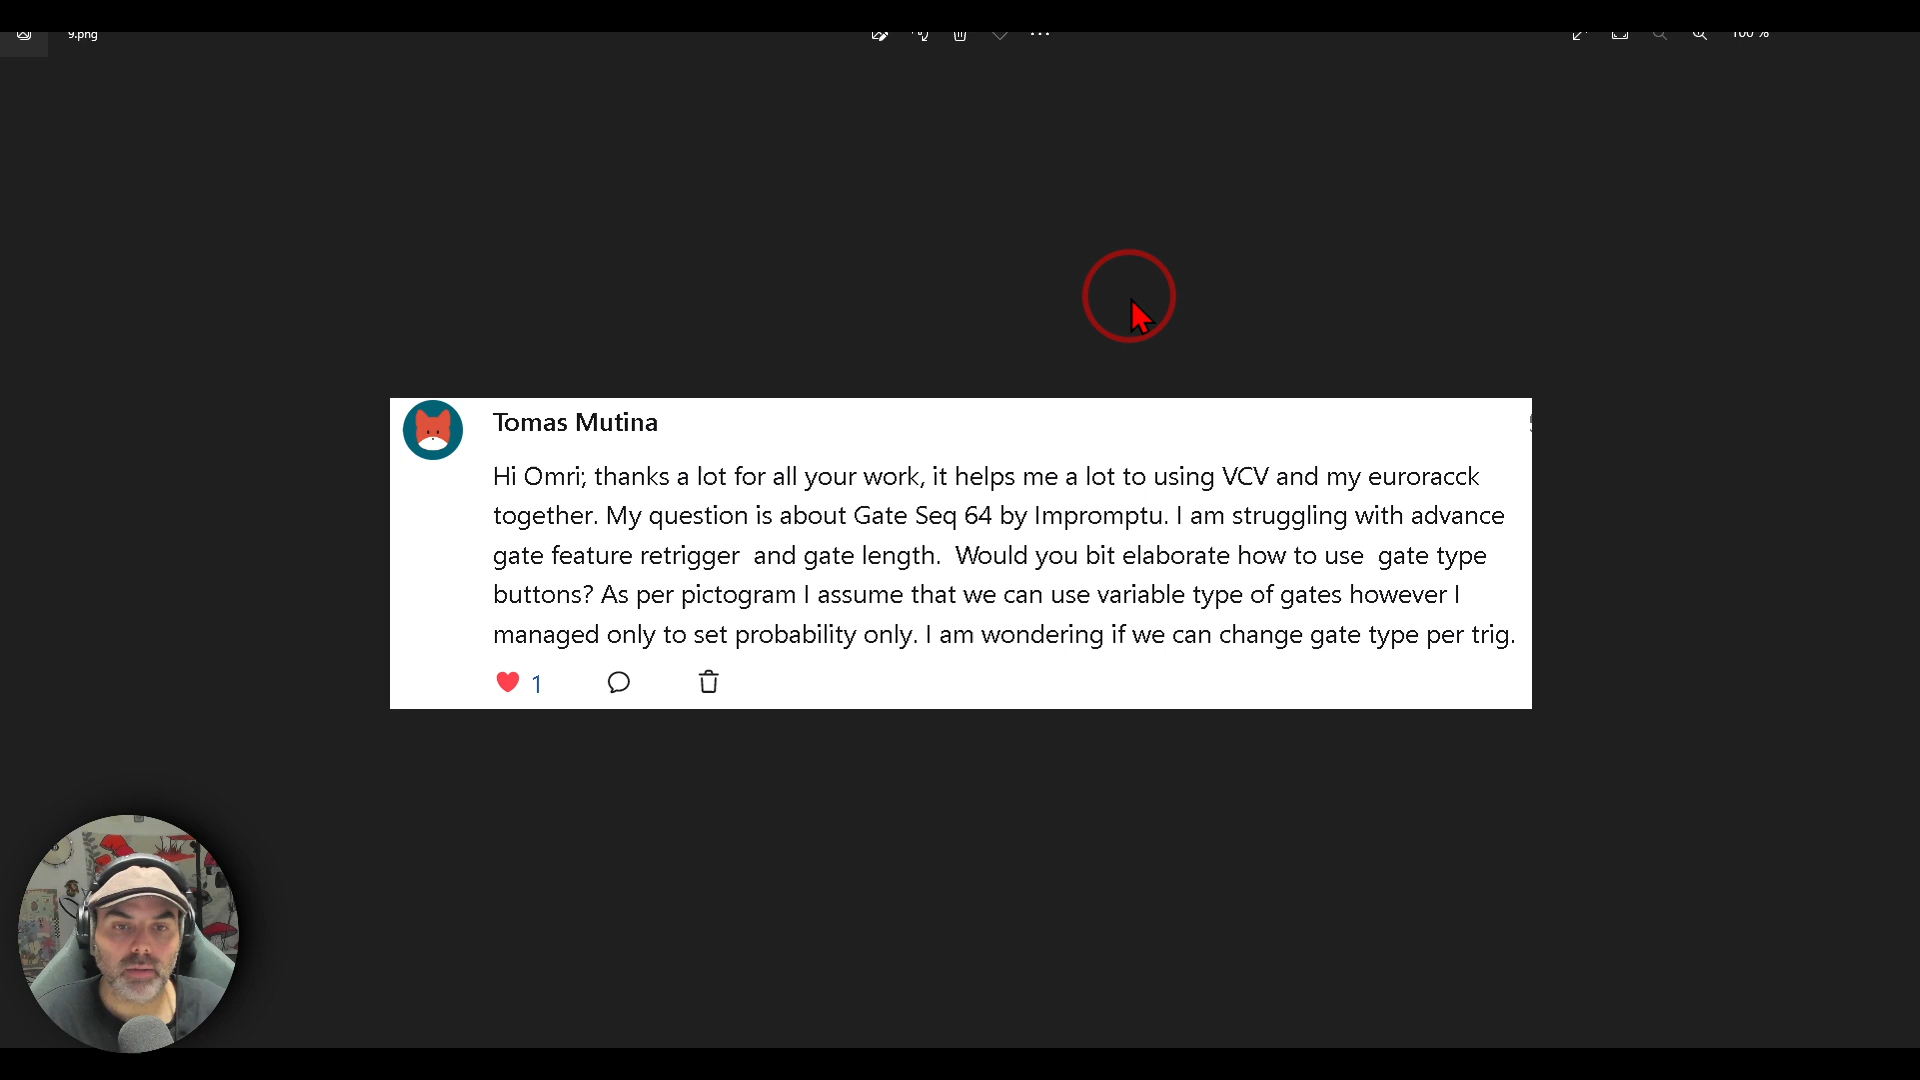 9.png
100 %
Tomas Mutina
Hi Omri; thanks a lot for all your work, it helps me a lot to using VCV and my euroracck
together. My question is about Gate Seq 64 by Impromptu. I am struggling with advance
gate feature retrigger  and gate length.  Would you bit elaborate how to use  gate type
buttons? As per pictogram I assume that we can use variable type of gates however I
managed only to set probability only. I am wondering if we can change gate type per trig.
1